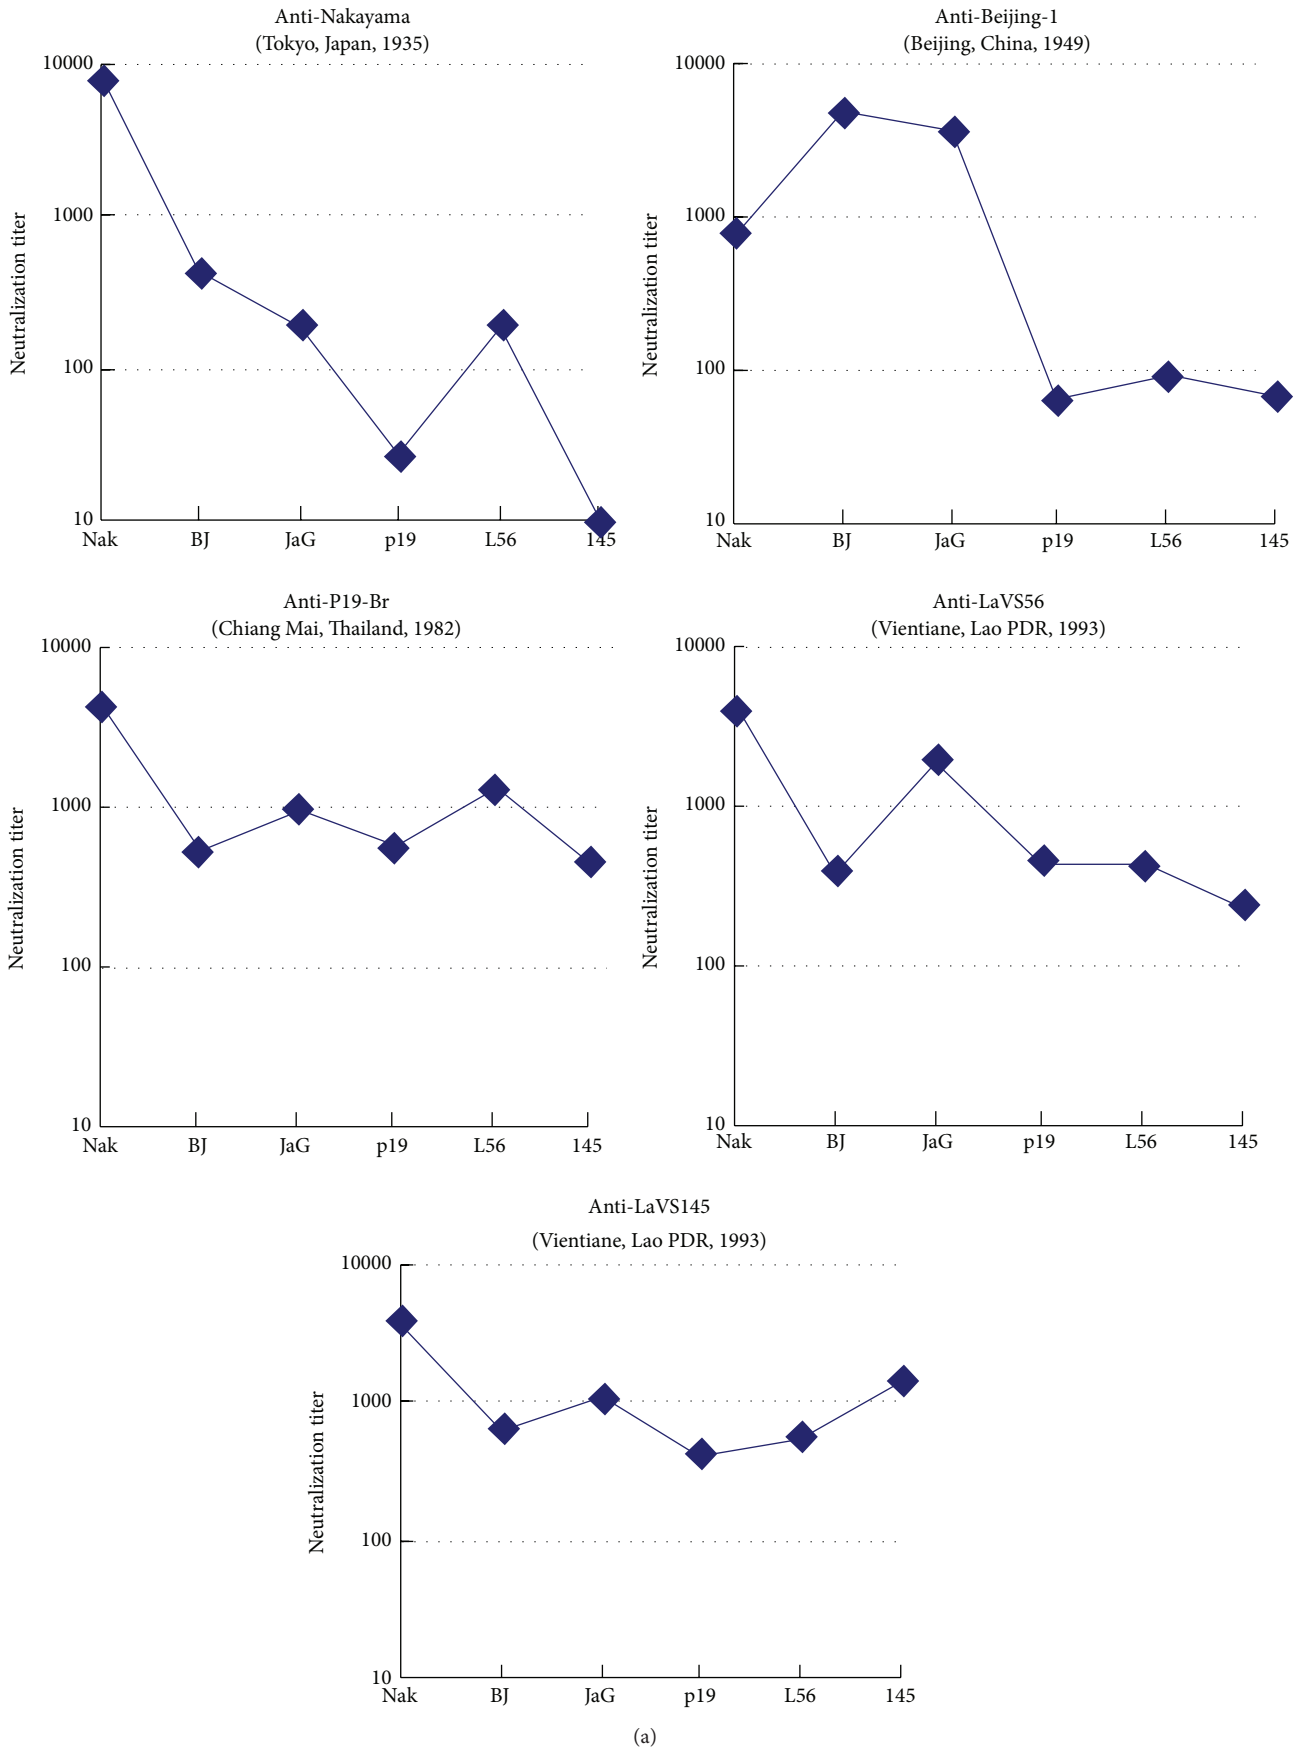 Anti-Nakayama
(Tokyo, Japan, 1935)
10000
1000
100
10
Neutralization titer
Nak BJ JaG p19 L56 145
Anti-Beijing-1
(Beijing, China, 1949)
10000
1000
100
10
Neutralization titer
Nak BJ JaG p19 L56 145
Anti-P19-Br
(Chiang Mai, Thailand, 1982)
10000
1000
100
10
Neutralization titer
Nak BJ JaG p19 L56 145
Anti-LaVS56
(Vientiane, Lao PDR, 1993)
10000
1000
100
10
Neutralization titer
Nak BJ JaG p19 L56 145
Anti-LaVS145
(Vientiane, Lao PDR, 1993)
10000
1000
100
10
Neutralization titer
Nak BJ JaG p19 L56 145
(a)